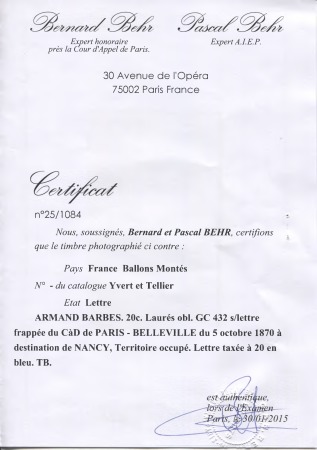 Bernard Behr Pascal Behr
Expert honoraire Expert A.I.E.P.
près la Cour d'Appel de Paris.
30 Avenue de l'Opéra
75002 Paris France
Certificat
n°25/1084
Nous, soussignés, Bernard et Pascal BEHR, certifions
que le timbre photographié ci contre :
Pays France Ballons Montés
N° - du catalogue Yvert et Tellier
Etat Lettre
ARMAND BARBES. 20c. Laurés obl. GC 432 s/lettre
frappée du CàD de PARIS - BELLEVILLE du 5 octobre 1870 à
destination de NANCY, Territoire occupé. Lettre taxée à 20 en
bleu. TB.
est authentique,
lors de l'Examen
Paris, le 30/01/2015